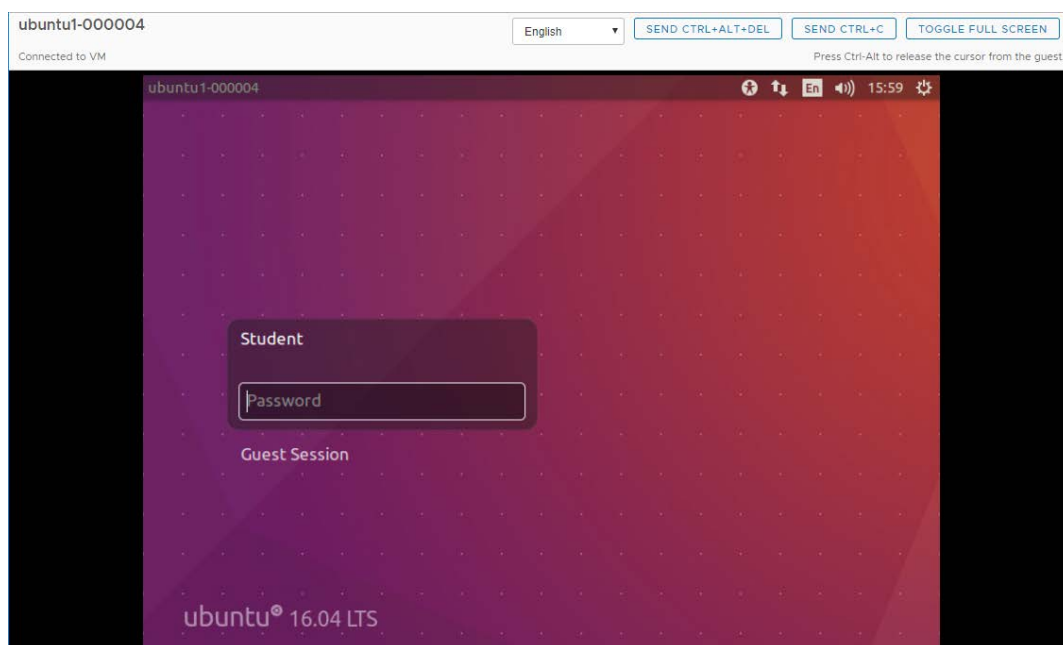 ubuntu1-000004
English
SEND CTRL+ALT+DEL
SEND CTRL+C
TOGGLE FULL SCREEN
Connected to VM
Press Ctrl-Alt to release the cursor from the guest
ubuntu1-000004
En
15:59
Student
Password
Guest Session
ubuntu® 16.04 LTS